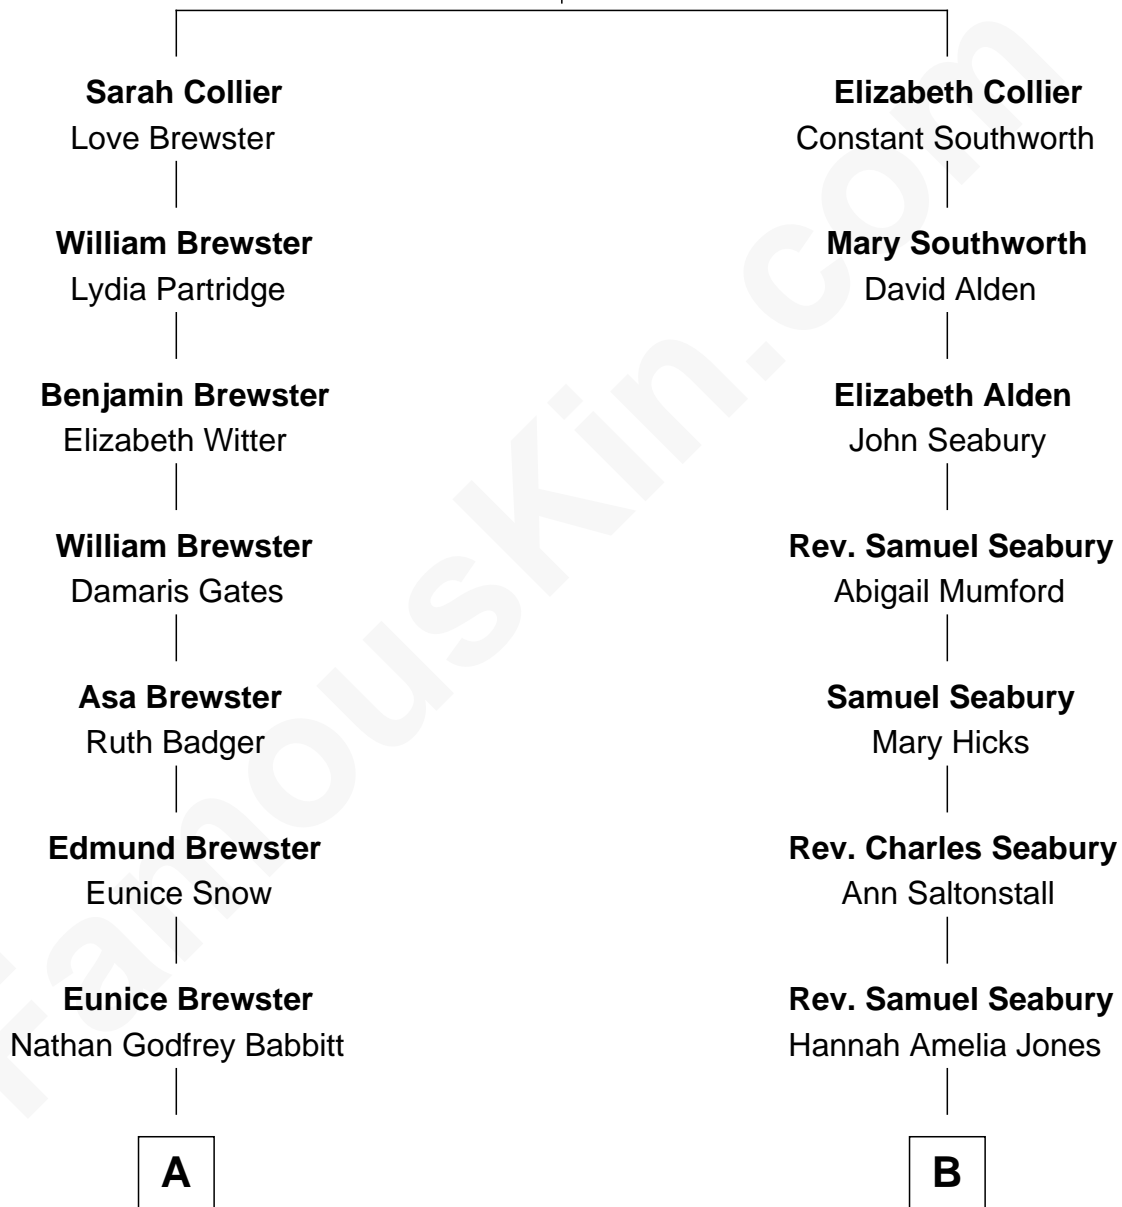 Sarah Collier
Love Brewster
Elizabeth Collier
Constant Southworth
William Brewster
Lydia Partridge
Mary Southworth
David Alden
Benjamin Brewster
Elizabeth Witter
Elizabeth Alden
John Seabury
William Brewster
Damaris Gates
Rev. Samuel Seabury
Abigail Mumford
Asa Brewster
Ruth Badger
Samuel Seabury
Mary Hicks
Edmund Brewster
Eunice Snow
Rev. Charles Seabury
Ann Saltonstall
Eunice Brewster
Nathan Godfrey Babbitt
Rev. Samuel Seabury
Hannah Amelia Jones
A
B
FamousKin.com